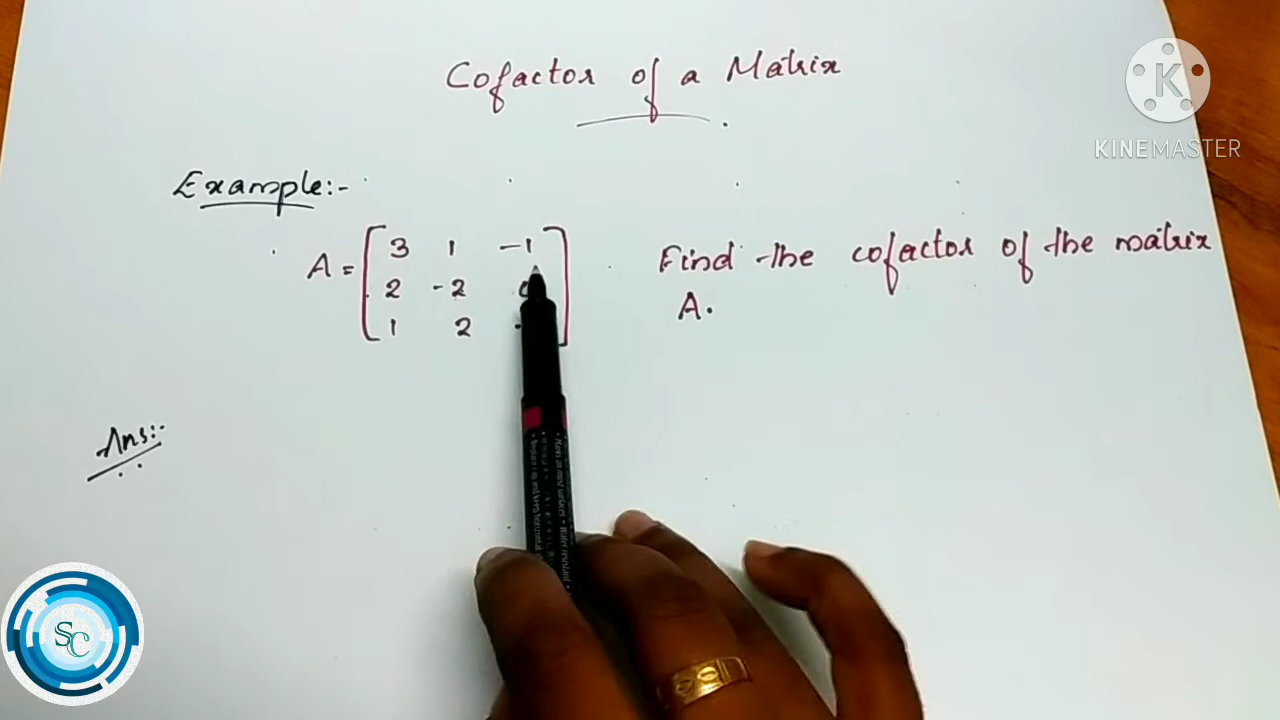 Cofactor of a Matrix
KINEMASTER
Example:-
A = [3 1 -1
2 -2
1 2
Find the cofactor of the matrix
A.
Ans:-
SC